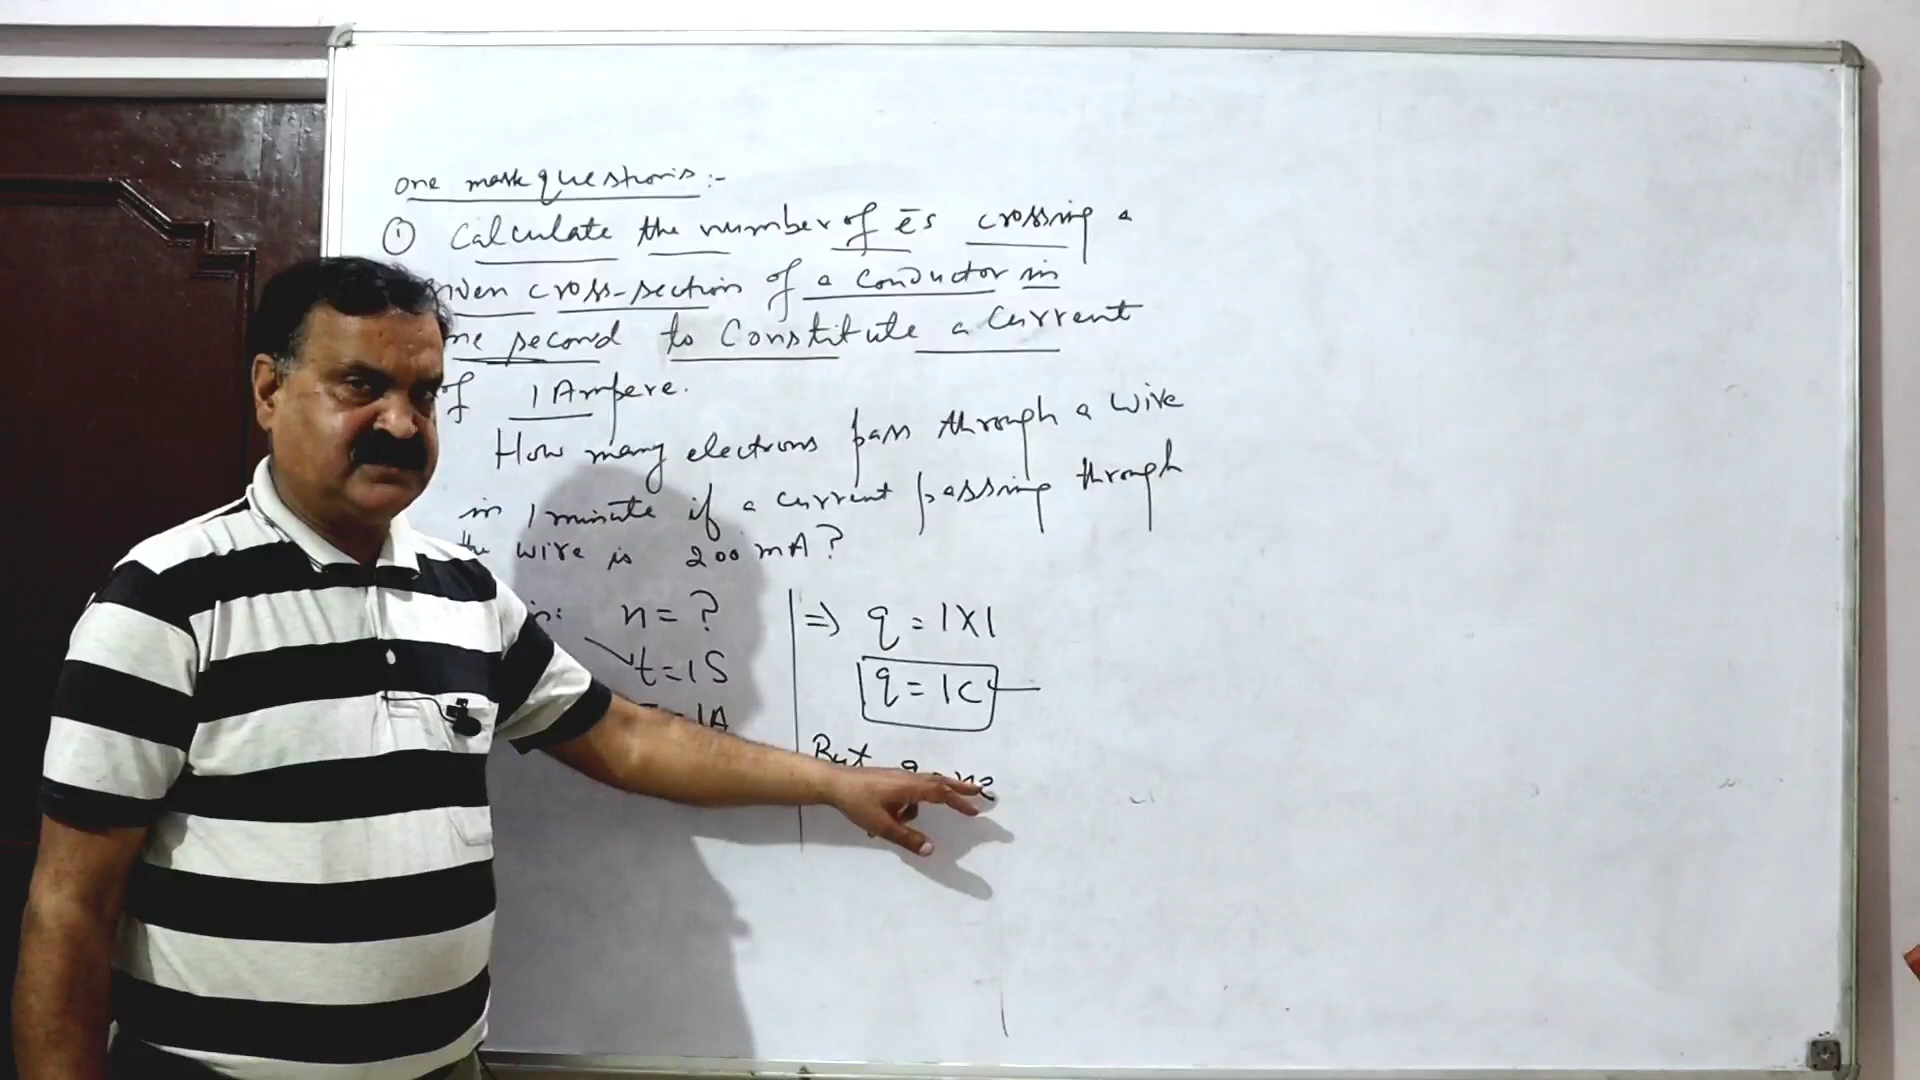 one mark questions:-
① Calculate the number of ēs crossing a
given cross-section of a conductor in
one second to constitute a current
of 1 Ampere.
How many electrons pass through a wire
in 1 minute if a current passing through
the wire is 200 mA?
n = ?
t = 1S
= 1A
⇒ q = 1X1
q = 1C
But q = ne